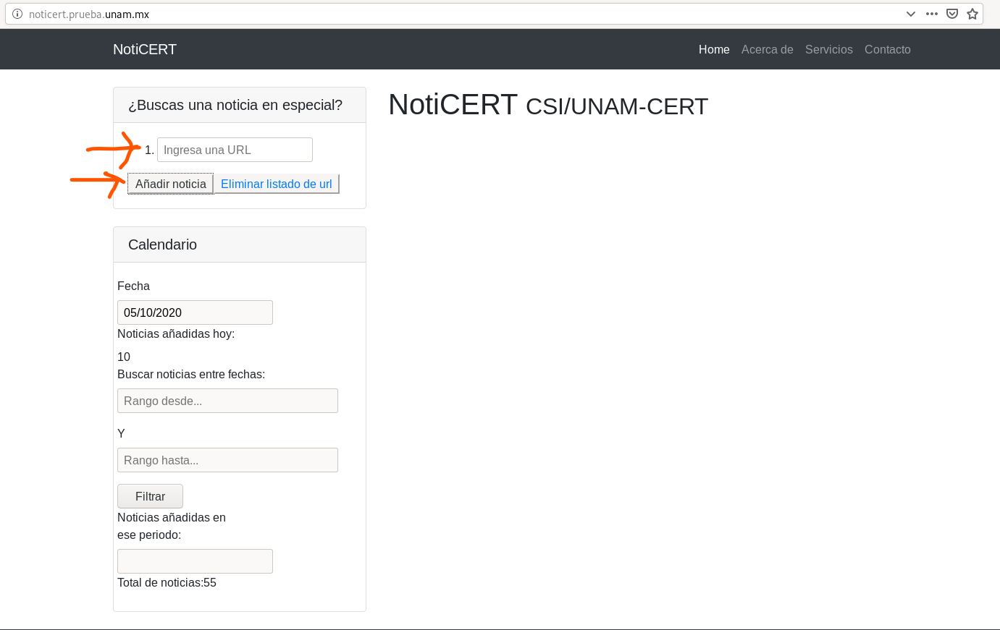 noticert.prueba.unam.mx
NotiCERT
Home Acerca de Servicios Contacto
¿Buscas una noticia en especial?
1. Ingresa una URL
Añadir noticia Eliminar listado de url
NotiCERT CSI/UNAM-CERT
Calendario
Fecha
05/10/2020
Noticias añadidas hoy:
10
Buscar noticias entre fechas:
Rango desde...
Y
Rango hasta...
Filtrar
Noticias añadidas en
ese periodo:
Total de noticias:55